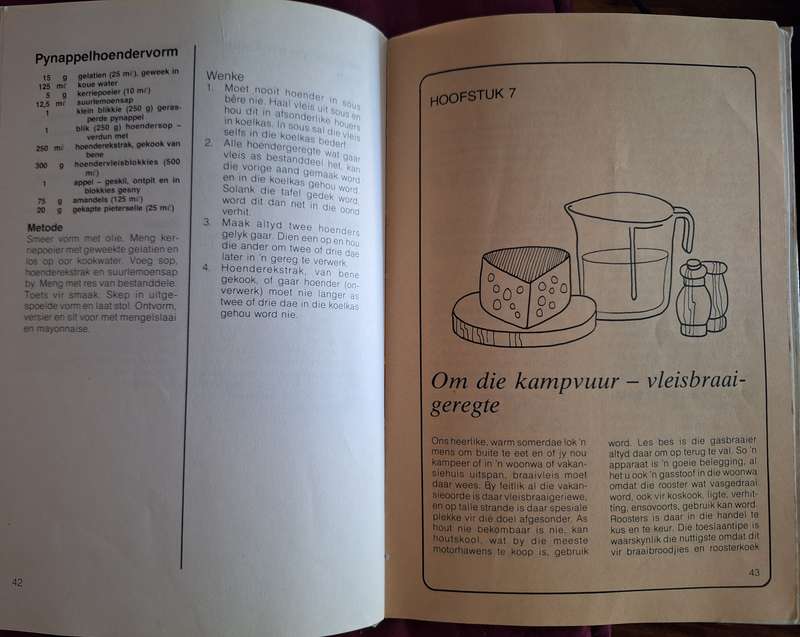 Pynappelhoendervorm
15 g gelatien (25 mℓ), geweek in
125 mℓ koue water
5 g kerriepoeier (10 mℓ)
12,5 mℓ suurlemoensap
1 klein blikkie (250 g) geras-
perde pynappel
1 blik (250 g) hoendersop –
verdun met
250 mℓ hoenderekstrak, gekook van
bene
300 g hoendervleisblokkies (500
mℓ)
1 appel – geskil, ontpit en in
blokkies gesny
75 g amandels (125 mℓ)
20 g gekapte pietersellie (25 mℓ)
Metode
Smeer vorm met olie. Meng ker-
riepoeier met geweekte gelatien en
los op oor kookwater. Voeg sop,
hoenderekstrak en suurlemoensap
by. Meng met res van bestanddele.
Toets vir smaak. Skep in uitge-
spoelde vorm en laat stol. Ontvorm,
versier en sit voor met mengelslaai
en mayonnaise.
42
Wenke
1. Moet nooit hoender in sous
bêre nie. Haal vleis uit sous en
hou dit in afsonderlike houers
in koelkas. In sous sal die vleis
selfs in die koelkas bederf.
2. Alle hoendergeregte wat gaar
vleis as bestanddeel het, kan
die vorige aand gemaak word
en in die koelkas gehou word.
Solank die tafel gedek word,
word dit dan net in die oond
verhit.
3. Maak altyd twee hoenders
gelyk gaar. Dien een op en hou
die ander om twee of drie dae
later in 'n gereg te verwerk.
4. Hoenderekstrak, van bene
gekook, of gaar hoender (on-
verwerk) moet nie langer as
twee of drie dae in die koelkas
gehou word nie.
HOOFSTUK 7
Om die kampvuur – vleisbraai-
geregte
Ons heerlike, warm somerdae lok 'n
mens om buite te eet en of jy nou
kampeer of in 'n woonwa of vakan-
siehuis uitspan, braaivleis moet
daar wees. By feitlik al die vakan-
sieoorde is daar vleisbraaigeriewe,
en op talle strande is daar spesiale
plekke vir die doel afgesonder. As
hout nie bekombaar is nie, kan
houtskool, wat by die meeste
motorhawens te koop is, gebruik
word. Les bes is die gasbraaier
altyd daar om op terug te val. So 'n
apparaat is 'n goeie belegging, al
het u ook 'n gasstoof in die woonwa
omdat die rooster wat vasgedraai
word, ook vir koskook, ligte, verhit-
ting, ensovoorts, gebruik kan word.
Roosters is daar in die handel te
kus en te keur. Die toeslaantipe is
waarskynlik die nuttigste omdat dit
vir braaibroodjies en roosterkoek
43